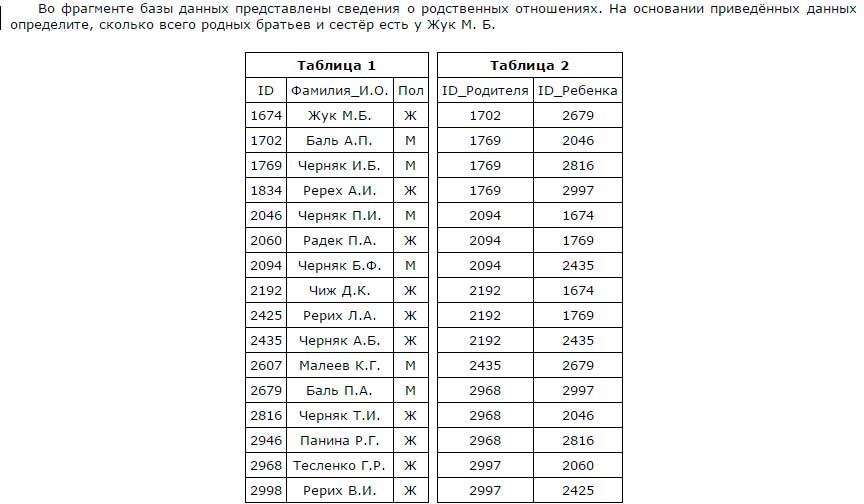 Во фрагменте базы данных представлены сведения о родственных отношениях. На основании приведённых данных
определите, сколько всего родных братьев и сестёр есть у Жук М. Б.
Таблица 1 Таблица 2
ID Фамилия_И.О. Пол ID_Родителя ID_Ребенка
1674 Жук М.Б. Ж 1702 2679
1702 Баль А.П. М 1769 2046
1769 Черняк И.Б. М 1769 2816
1834 Ререх А.И. Ж 1769 2997
2046 Черняк П.И. М 2094 1674
2060 Радек П.А. Ж 2094 1769
2094 Черняк Б.Ф. М 2094 2435
2192 Чиж Д.К. Ж 2192 1674
2425 Рерих Л.А. Ж 2192 1769
2435 Черняк А.Б. Ж 2192 2435
2607 Малеев К.Г. М 2435 2679
2679 Баль П.А. М 2968 2997
2816 Черняк Т.И. Ж 2968 2046
2946 Панина Р.Г. Ж 2968 2816
2968 Тесленко Г.Р. Ж 2997 2060
2998 Рерих В.И. Ж 2997 2425